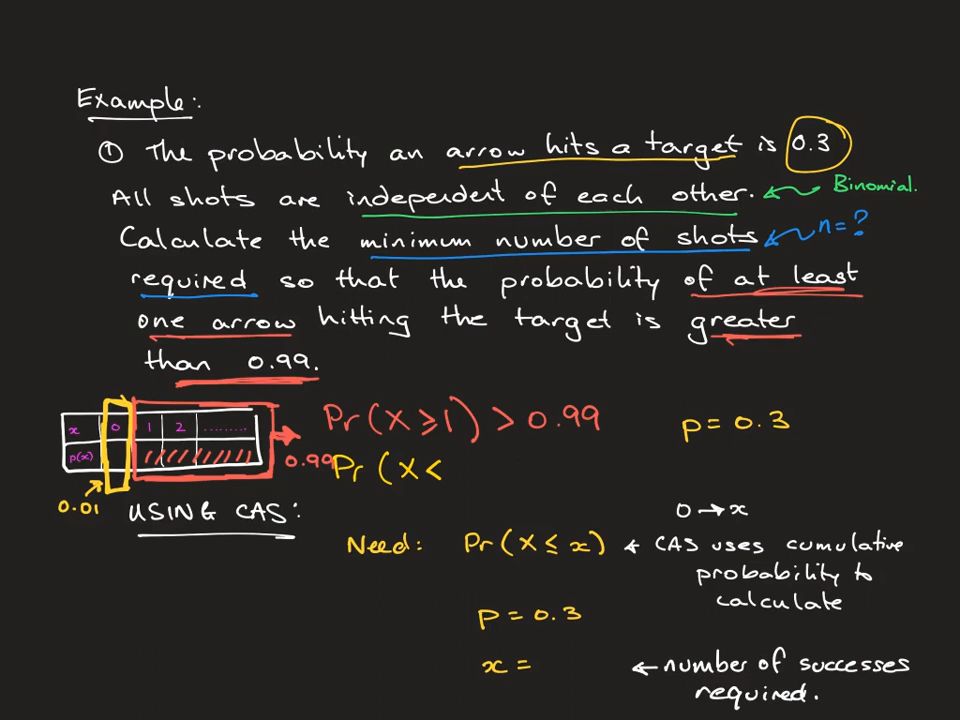 Example:
① The probability an arrow hits a target is 0.3
All shots are independent of each other. Binomial.
Calculate the minimum number of shots n=?
required so that the probability of at least
one arrow hitting the target is greater
than 0.99.
x 0 1 2 ........
p(x)
0.99
0.01
Pr(X≥1) > 0.99
p = 0.3
Pr(X<
USING CAS:
0→x
Need: Pr(X≤x) CAS uses cumulative
probability to
calculate
p = 0.3
x = ← number of successes
required.